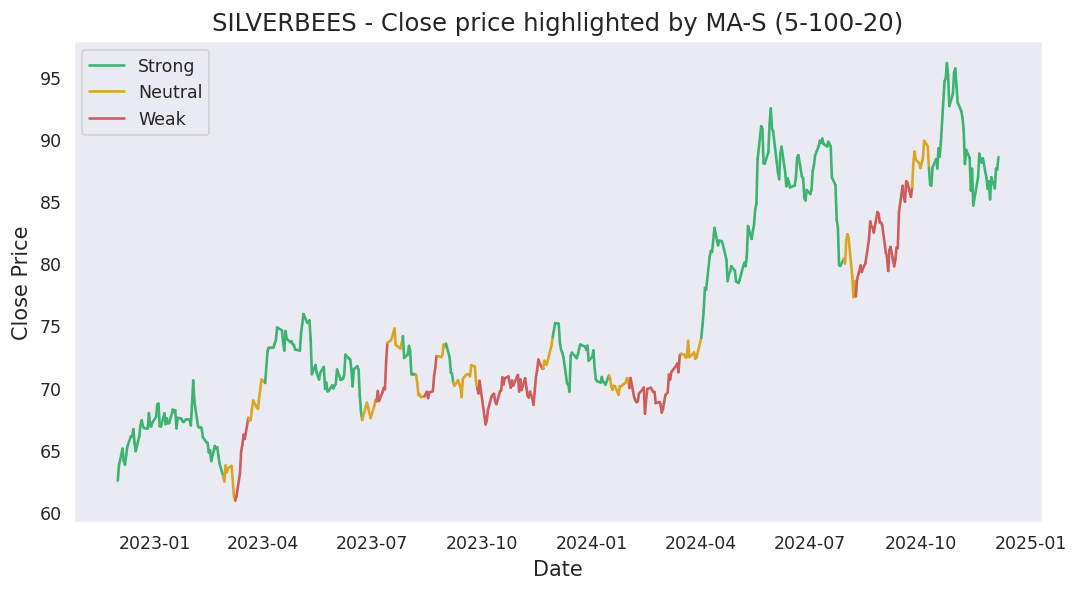 SILVERBEES - Close price highlighted by MA-S (5-100-20)
Strong
Neutral
Weak
Close Price
95
90
85
80
75
70
65
60
2023-01 2023-04 2023-07 2023-10 2024-01 2024-04 2024-07 2024-10 2025-01
Date